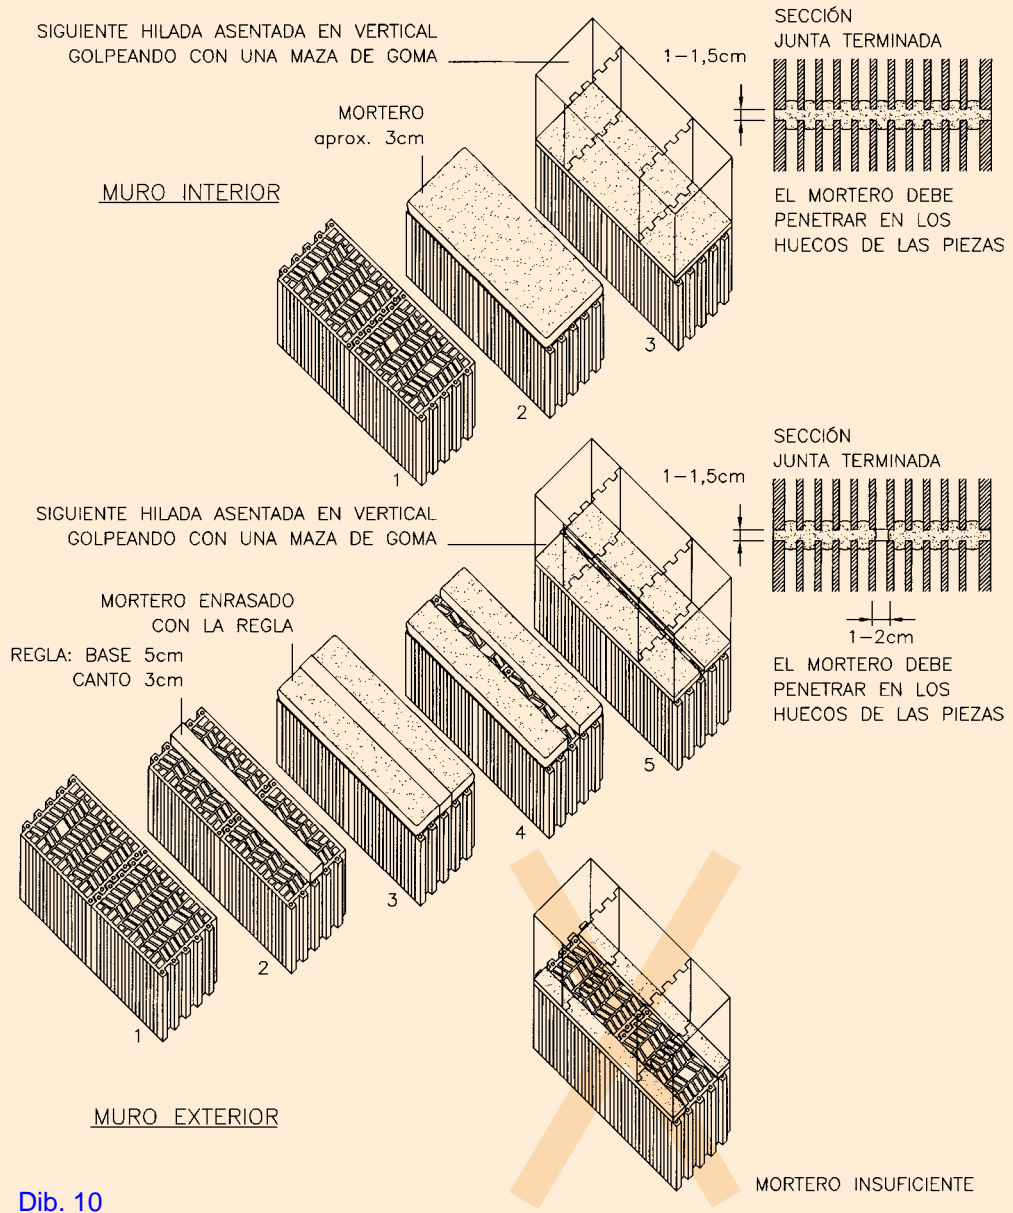 SIGUIENTE HILADA ASENTADA EN VERTICAL
GOLPEANDO CON UNA MAZA DE GOMA
MORTERO
aprox. 3cm
MURO INTERIOR
1
2
3
1-1,5cm
SECCIÓN
JUNTA TERMINADA
EL MORTERO DEBE
PENETRAR EN LOS
HUECOS DE LAS PIEZAS
SIGUIENTE HILADA ASENTADA EN VERTICAL
GOLPEANDO CON UNA MAZA DE GOMA
MORTERO ENRASADO
CON LA REGLA
REGLA: BASE 5cm
CANTO 3cm
1
2
3
4
5
1-1,5cm
SECCIÓN
JUNTA TERMINADA
1-2cm
EL MORTERO DEBE
PENETRAR EN LOS
HUECOS DE LAS PIEZAS
MURO EXTERIOR
MORTERO INSUFICIENTE
Dib. 10